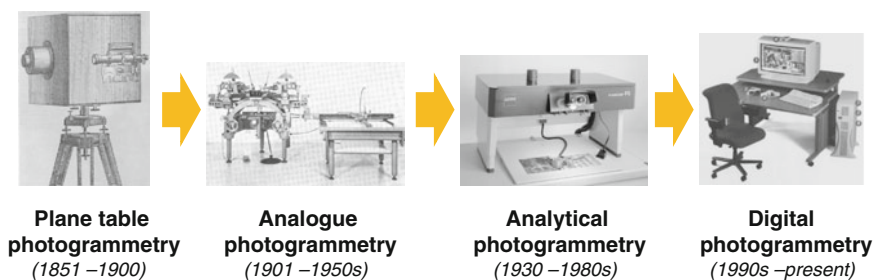 Plane table
photogrammetry
(1851 –1900)
Analogue
photogrammetry
(1901 –1950s)
Analytical
photogrammetry
(1930 –1980s)
Digital
photogrammetry
(1990s –present)